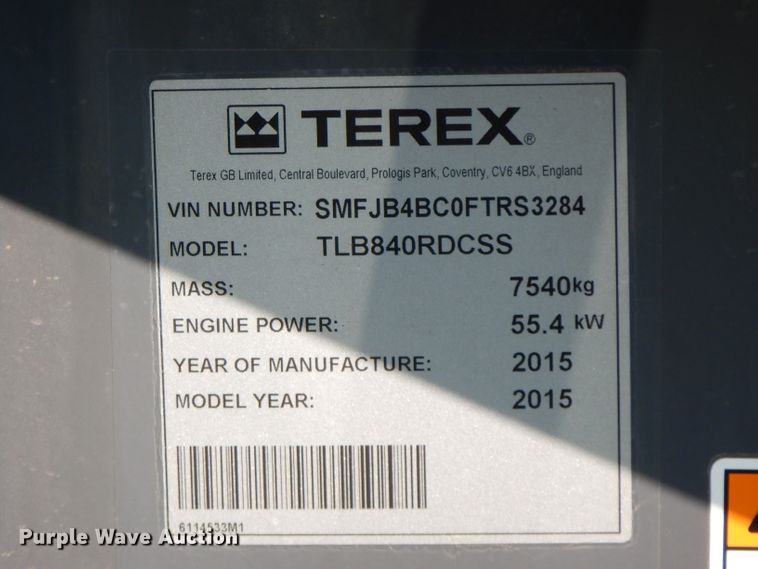 TEREX®
Terex GB Limited, Central Boulevard, Prologis Park, Coventry, CV6 4BX, England
VIN NUMBER: SMFJB4BC0FTRS3284
MODEL: TLB840RDCSS
MASS: 7540kg
ENGINE POWER: 55.4 kW
YEAR OF MANUFACTURE: 2015
MODEL YEAR: 2015
6114533M1
Purple Wave Auction